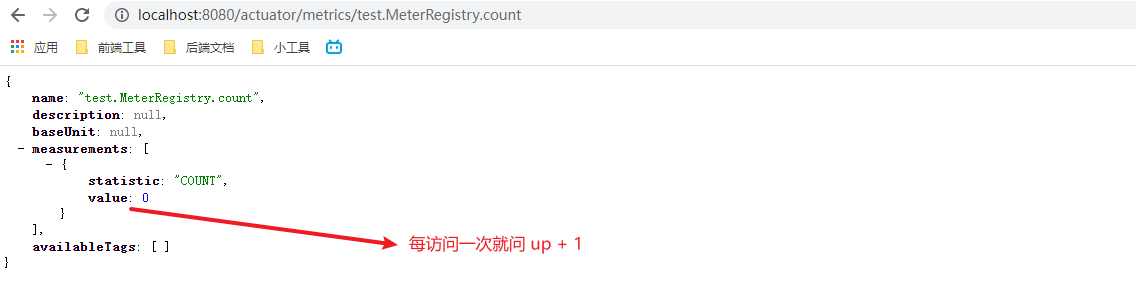 localhost:8080/actuator/metrics/test.MeterRegistry.count
应用 前端工具 后端文档 小工具
{
name: "test.MeterRegistry.count",
description: null,
baseUnit: null,
- measurements: [
- {
statistic: "COUNT",
value: 0
}
],
每访问一次就问 up + 1
availableTags: [ ]
}